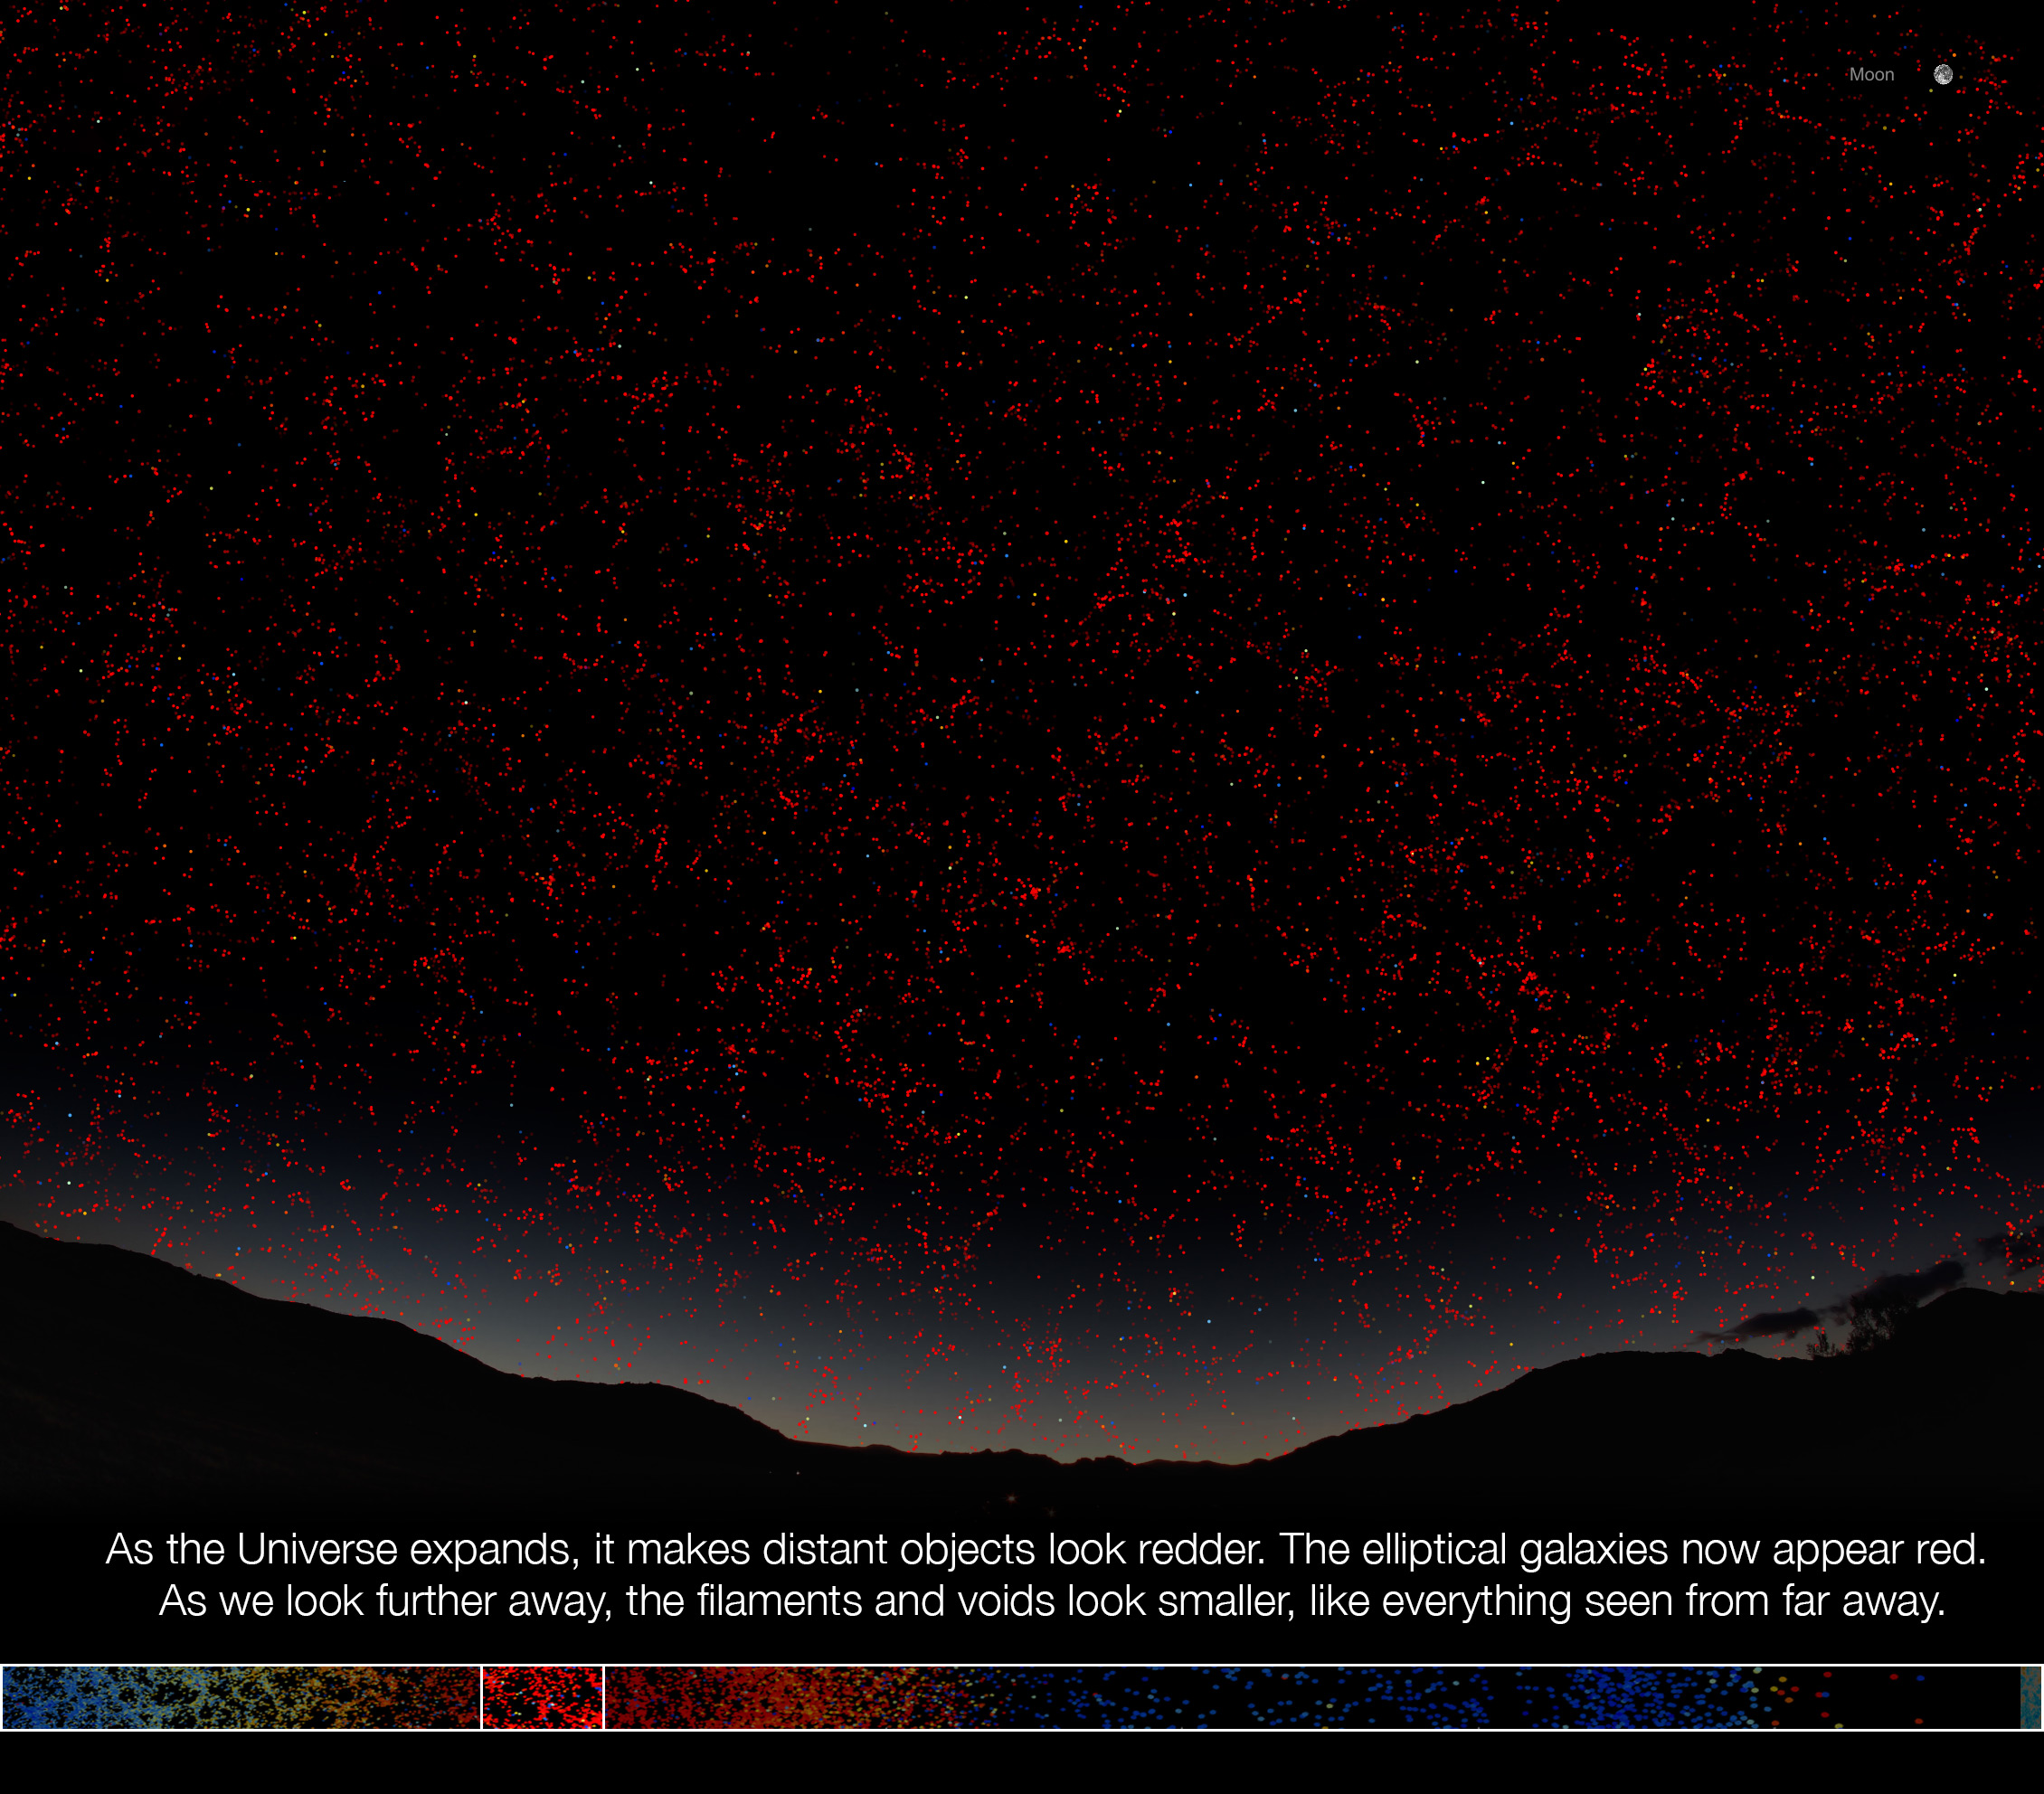 Moon
As the Universe expands, it makes distant objects look redder. The elliptical galaxies now appear red.
As we look further away, the filaments and voids look smaller, like everything seen from far away.